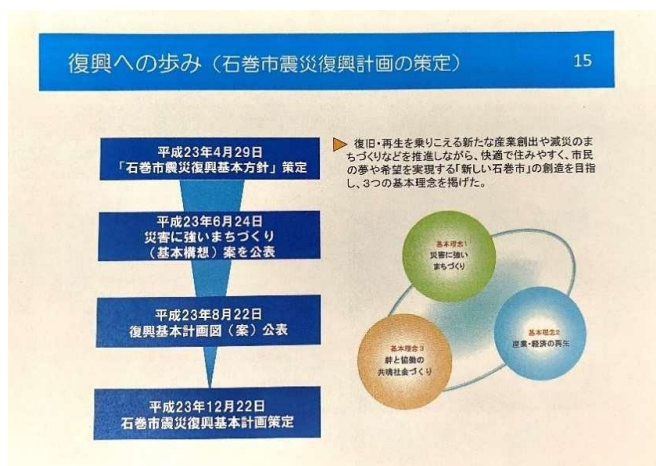 復興への歩み（石巻市震災復興計画の策定）
15
平成23年4月29日
「石巻市震災復興基本方針」策定
平成23年6月24日
災害に強いまちづくり
（基本構想）案を公表
平成23年8月22日
復興基本計画図（案）公表
平成23年12月22日
石巻市震災復興基本計画策定
復旧・再生を乗りこえる新たな産業創出や減災のま
ちづくりなどを推進しながら、快適で住みやすく、市民
の夢や希望を実現する「新しい石巻市」の創造を目指
し、3つの基本理念を掲げた。
基本理念1
災害に強い
まちづくり
基本理念2
産業・経済の再生
基本理念3
絆と協働の
共鳴社会づくり